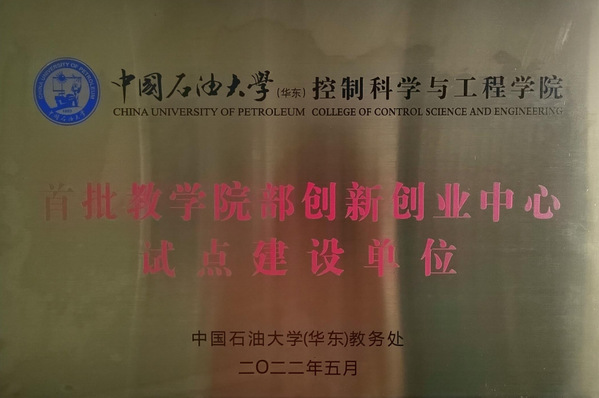 中国石油大学(华东) 控制科学与工程学院
CHINA UNIVERSITY OF PETROLEUM COLLEGE OF CONTROL SCIENCE AND ENGINEERING
首批教学院部创新创业中心
试点建设单位
中国石油大学(华东)教务处
二〇二二年五月